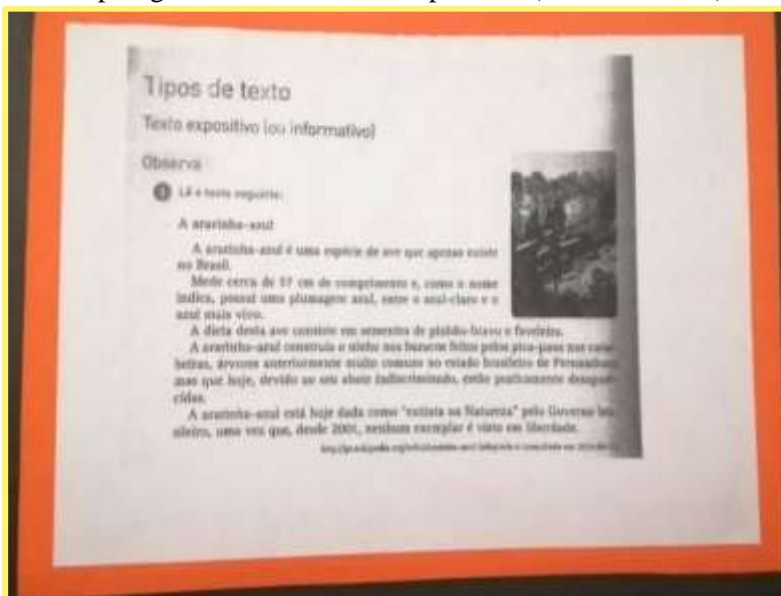 Tipos de texto
Texto expositivo (ou informativo)
Observa
1 Lê o texto seguinte:
A ararinha-azul
A ararinha-azul é uma espécie de ave que apenas existe
no Brasil.
Mede cerca de 57 cm de comprimento e, como o nome
indica, possui uma plumagem azul, entre o azul-claro e o
azul mais vivo.
A dieta desta ave consiste em sementes de pinhão-bravo e faveleira.
A ararinha-azul construía o ninho nos buracos feitos pelos pica-paus nas
beiras, árvores anteriormente muito comuns no estado brasileiro de
mas que hoje, devido ao seu abate indiscriminado, estão praticamente
cidas.
A ararinha-azul está hoje dada como "extinta na Natureza" pelo Governo
sileiro, uma vez que, desde 2001, nenhum exemplar é visto em liberdade.